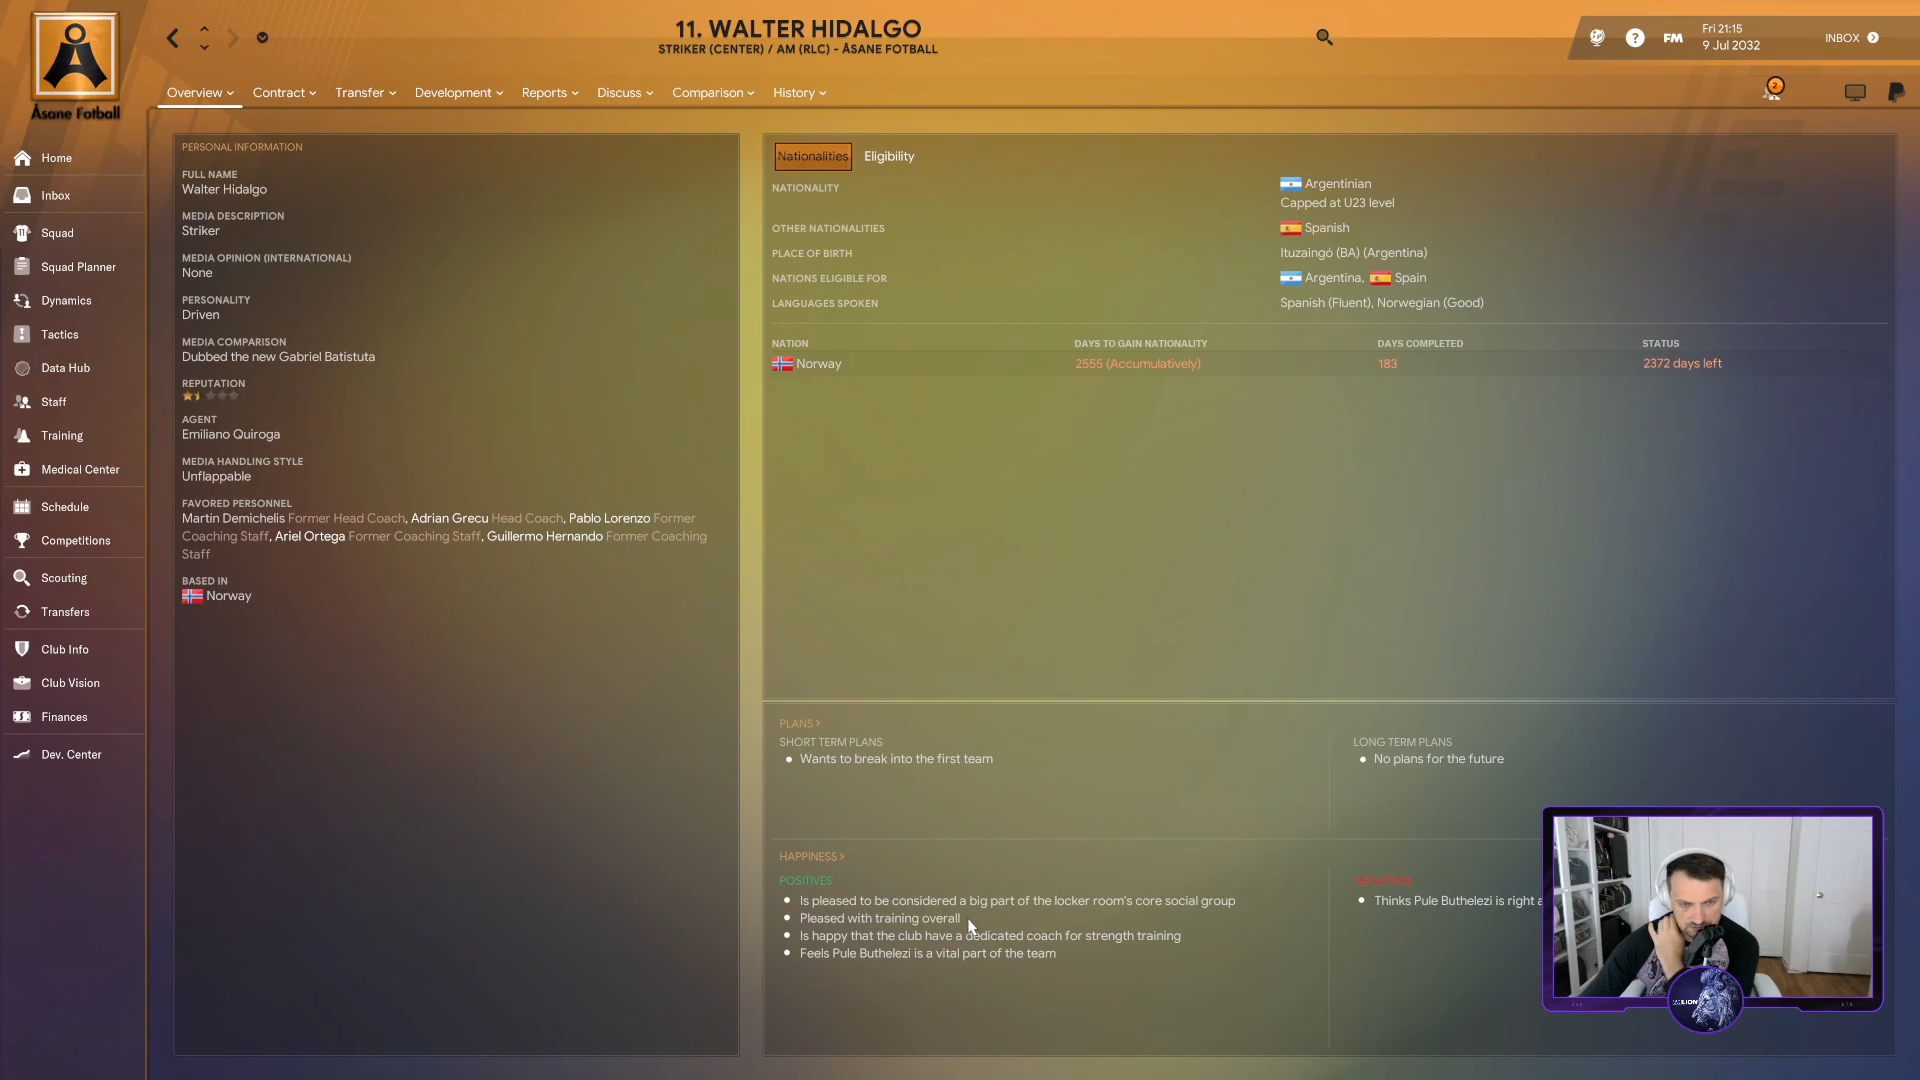 11. WALTER HIDALGO
STRIKER (CENTER) / AM (RLC) - ÅSANE FOTBALL
FM
Fri 21:15
9 Jul 2032
INBOX
Åsane Fotball
Overview
Contract
Transfer
Development
Reports
Discuss
Comparison
History
2
Home
Inbox
Squad
Squad Planner
Dynamics
Tactics
Data Hub
Staff
Training
Medical Center
Schedule
Competitions
Scouting
Transfers
Club Info
Club Vision
Finances
Dev. Center
PERSONAL INFORMATION
FULL NAME
Walter Hidalgo
MEDIA DESCRIPTION
Striker
MEDIA OPINION (INTERNATIONAL)
None
PERSONALITY
Driven
MEDIA COMPARISON
Dubbed the new Gabriel Batistuta
REPUTATION
AGENT
Emiliano Quiroga
MEDIA HANDLING STYLE
Unflappable
FAVORED PERSONNEL
Martin Demichelis Former Head Coach, Adrian Grecu Head Coach, Pablo Lorenzo Former
Coaching Staff, Ariel Ortega Former Coaching Staff, Guillermo Hernando Former Coaching
Staff
BASED IN
Norway
Nationalities
Eligibility
NATIONALITY
Argentinian
Capped at U23 level
OTHER NATIONALITIES
Spanish
PLACE OF BIRTH
Ituzaingó (BA) (Argentina)
NATIONS ELIGIBLE FOR
Argentina, Spain
LANGUAGES SPOKEN
Spanish (Fluent), Norwegian (Good)
NATION DAYS TO GAIN NATIONALITY DAYS COMPLETED STATUS
Norway 2555 (Accumulatively) 183 2372 days left
PLANS >
SHORT TERM PLANS
Wants to break into the first team
LONG TERM PLANS
No plans for the future
HAPPINESS >
POSITIVES
Is pleased to be considered a big part of the locker room's core social group
Pleased with training overall
Is happy that the club have a dedicated coach for strength training
Feels Pule Buthelezi is a vital part of the team
NEGATIVES
Thinks Pule Buthelezi is right a